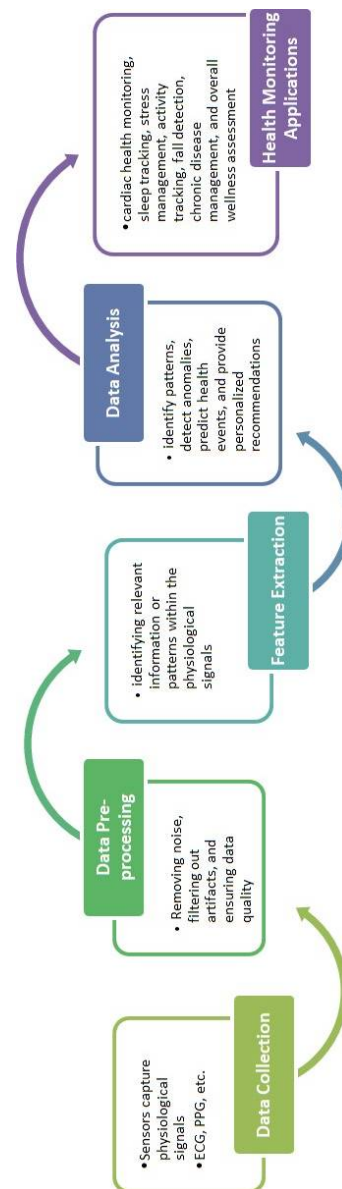 •Sensors capture
physiological
signals
•ECG, PPG, etc.
Data Collection
Data Pre-
processing
• Removing noise,
filtering out
artifacts, and
ensuring data
quality
• identifying relevant
information or
patterns within the
physiological
signals
Feature Extraction
Data Analysis
• identify patterns,
detect anomalies,
predict health
events, and provide
personalized
recommendations
•cardiac health monitoring,
sleep tracking, stress
management, activity
tracking, fall detection,
chronic disease
management, and overall
wellness assessment
Health Monitoring
Applications